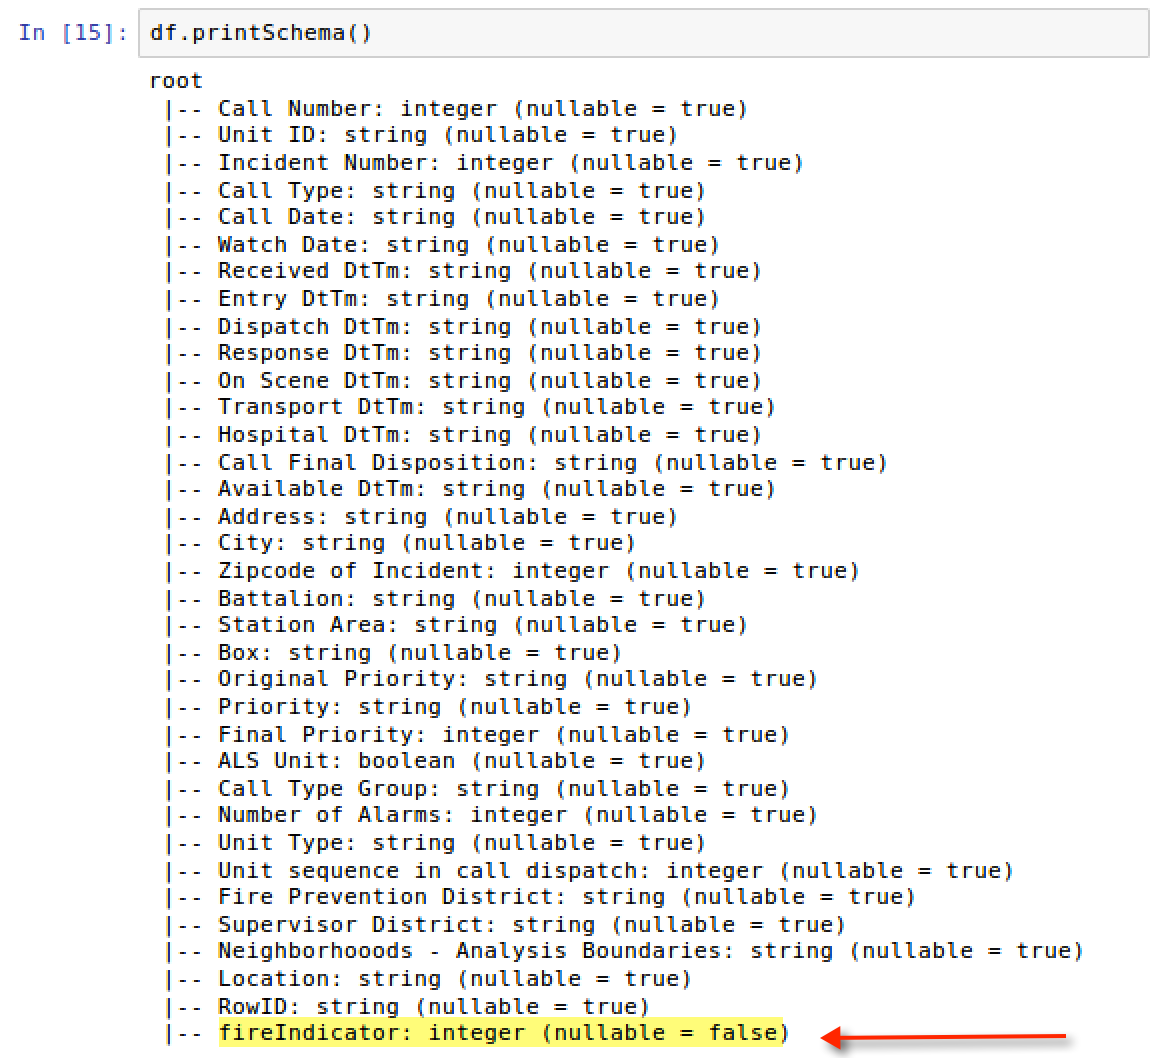 In [15]: df.printSchema()
root
|-- Call Number: integer (nullable = true)
|-- Unit ID: string (nullable = true)
|-- Incident Number: integer (nullable = true)
|-- Call Type: string (nullable = true)
|-- Call Date: string (nullable = true)
|-- Watch Date: string (nullable = true)
|-- Received DtTm: string (nullable = true)
|-- Entry DtTm: string (nullable = true)
|-- Dispatch DtTm: string (nullable = true)
|-- Response DtTm: string (nullable = true)
|-- On Scene DtTm: string (nullable = true)
|-- Transport DtTm: string (nullable = true)
|-- Hospital DtTm: string (nullable = true)
|-- Call Final Disposition: string (nullable = true)
|-- Available DtTm: string (nullable = true)
|-- Address: string (nullable = true)
|-- City: string (nullable = true)
|-- Zipcode of Incident: integer (nullable = true)
|-- Battalion: string (nullable = true)
|-- Station Area: string (nullable = true)
|-- Box: string (nullable = true)
|-- Original Priority: string (nullable = true)
|-- Priority: string (nullable = true)
|-- Final Priority: integer (nullable = true)
|-- ALS Unit: boolean (nullable = true)
|-- Call Type Group: string (nullable = true)
|-- Number of Alarms: integer (nullable = true)
|-- Unit Type: string (nullable = true)
|-- Unit sequence in call dispatch: integer (nullable = true)
|-- Fire Prevention District: string (nullable = true)
|-- Supervisor District: string (nullable = true)
|-- Neighborhooods - Analysis Boundaries: string (nullable = true)
|-- Location: string (nullable = true)
|-- RowID: string (nullable = true)
|-- fireIndicator: integer (nullable = false)